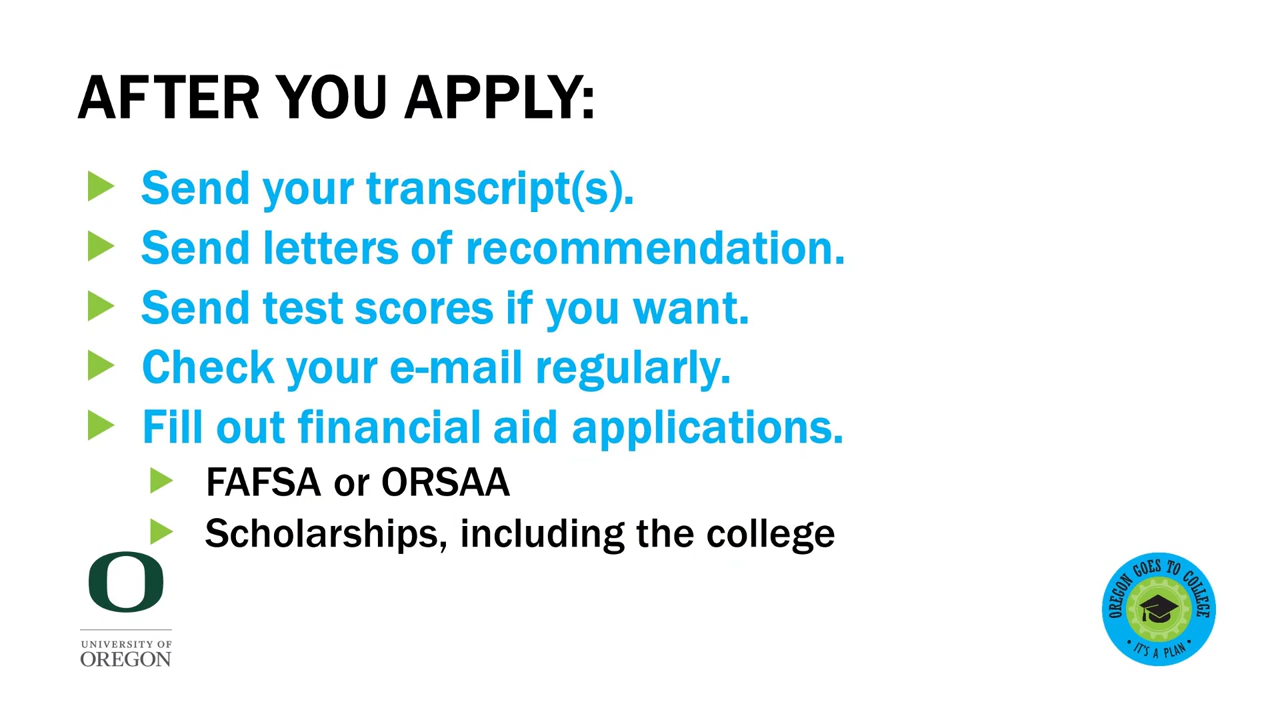 AFTER YOU APPLY:
Send your transcript(s).
Send letters of recommendation.
Send test scores if you want.
Check your e-mail regularly.
Fill out financial aid applications.
FAFSA or ORSAA
Scholarships, including the college
O
UNIVERSITY OF
OREGON
OREGON GOES TO COLLEGE
• IT'S A PLAN •